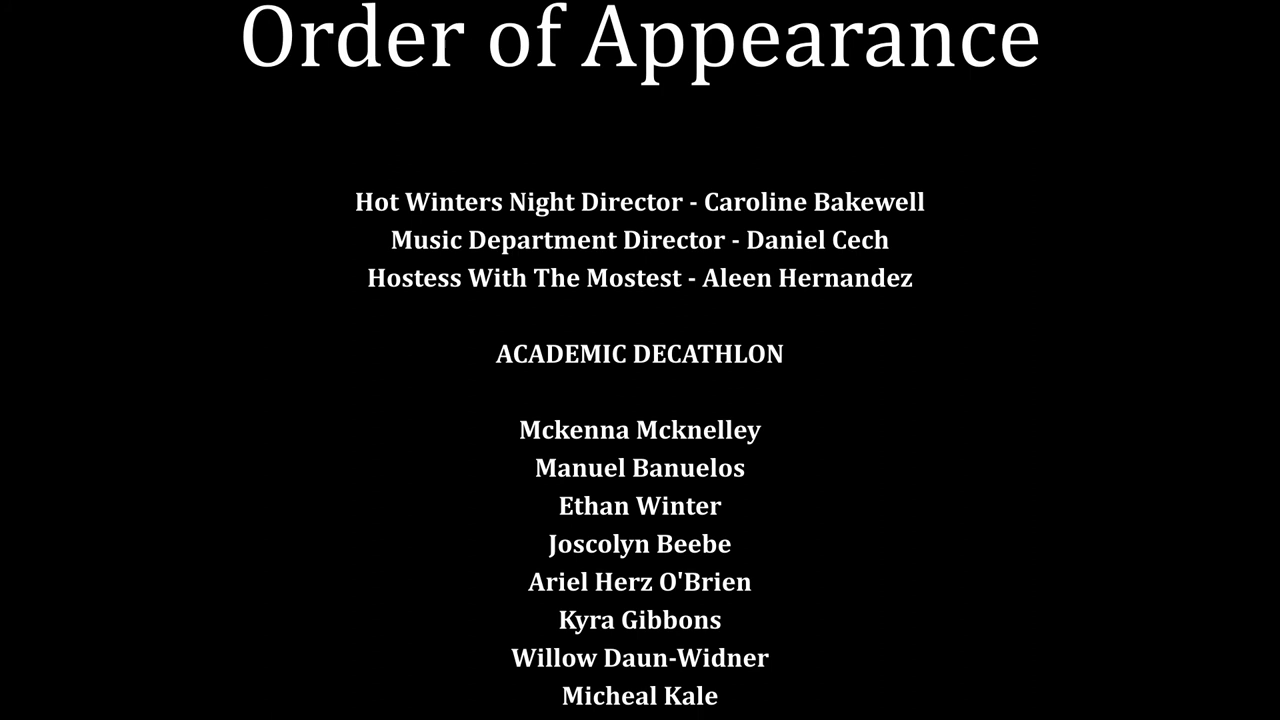 Order of Appearance
Hot Winters Night Director - Caroline Bakewell
Music Department Director - Daniel Cech
Hostess With The Mostest - Aleen Hernandez
ACADEMIC DECATHLON
Mckenna Mcknelley
Manuel Banuelos
Ethan Winter
Joscolyn Beebe
Ariel Herz O'Brien
Kyra Gibbons
Willow Daun-Widner
Micheal Kale